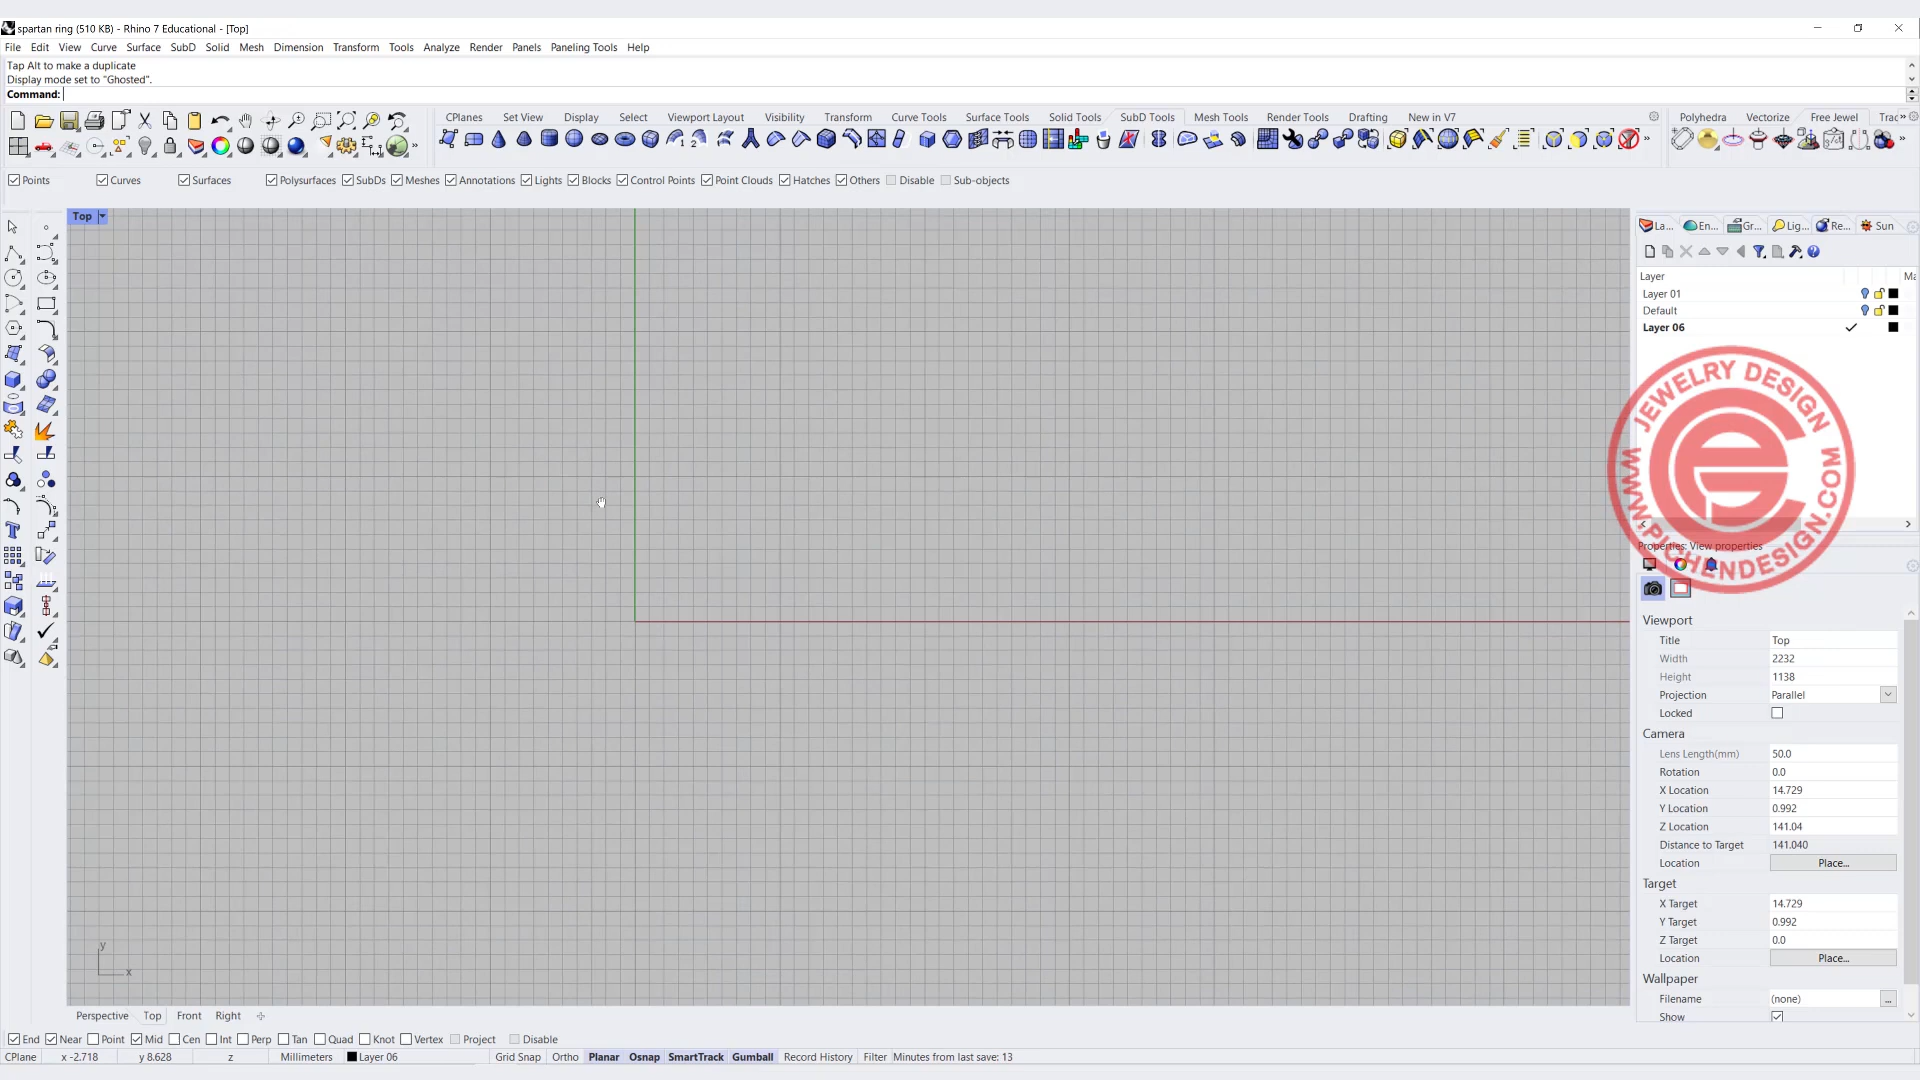 spartan ring (510 KB) - Rhino 7 Educational - [Top]
File Edit View Curve Surface SubD Solid Mesh Dimension Transform Tools Analyze Render Panels Paneling Tools Help
Tap Alt to make a duplicate
Display mode set to "Ghosted".
Command:
CPlanes Set View Display Select Viewport Layout Visibility Transform Curve Tools Surface Tools Solid Tools SubD Tools Mesh Tools Render Tools Drafting New in V7
Polyhedra Vectorize Free Jewel Trac
Points Curves Surfaces Polysurfaces SubDs Meshes Annotations Lights Blocks Control Points Point Clouds Hatches Others Disable Sub-objects
Top
La... En... Gr... Lig... Re... Sun
Layer Ma
Layer 01
Default
Layer 06
JEWELRY DESIGN
WWW.PICHENDESIGN.COM
Properties: View properties
Viewport
Title Top
Width 2232
Height 1138
Projection Parallel
Locked
Camera
Lens Length(mm) 50.0
Rotation 0.0
X Location 14.729
Y Location 0.992
Z Location 141.04
Distance to Target 141.040
Location Place...
Target
X Target 14.729
Y Target 0.992
Z Target 0.0
Location Place...
Wallpaper
Filename (none) ...
Show
y
x
Perspective Top Front Right
End Near Point Mid Cen Int Perp Tan Quad Knot Vertex Project Disable
CPlane x -2.718 y 8.628 z Millimeters Layer 06 Grid Snap Ortho Planar Osnap SmartTrack Gumball Record History Filter Minutes from last save: 13